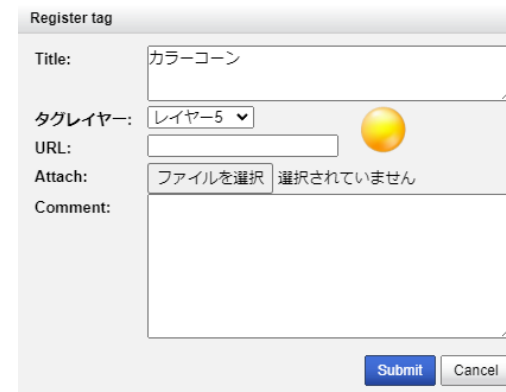 Register tag
Title: カラーコーン
タグレイヤー: レイヤー5
URL:
Attach: ファイルを選択 選択されていません
Comment:
Submit Cancel